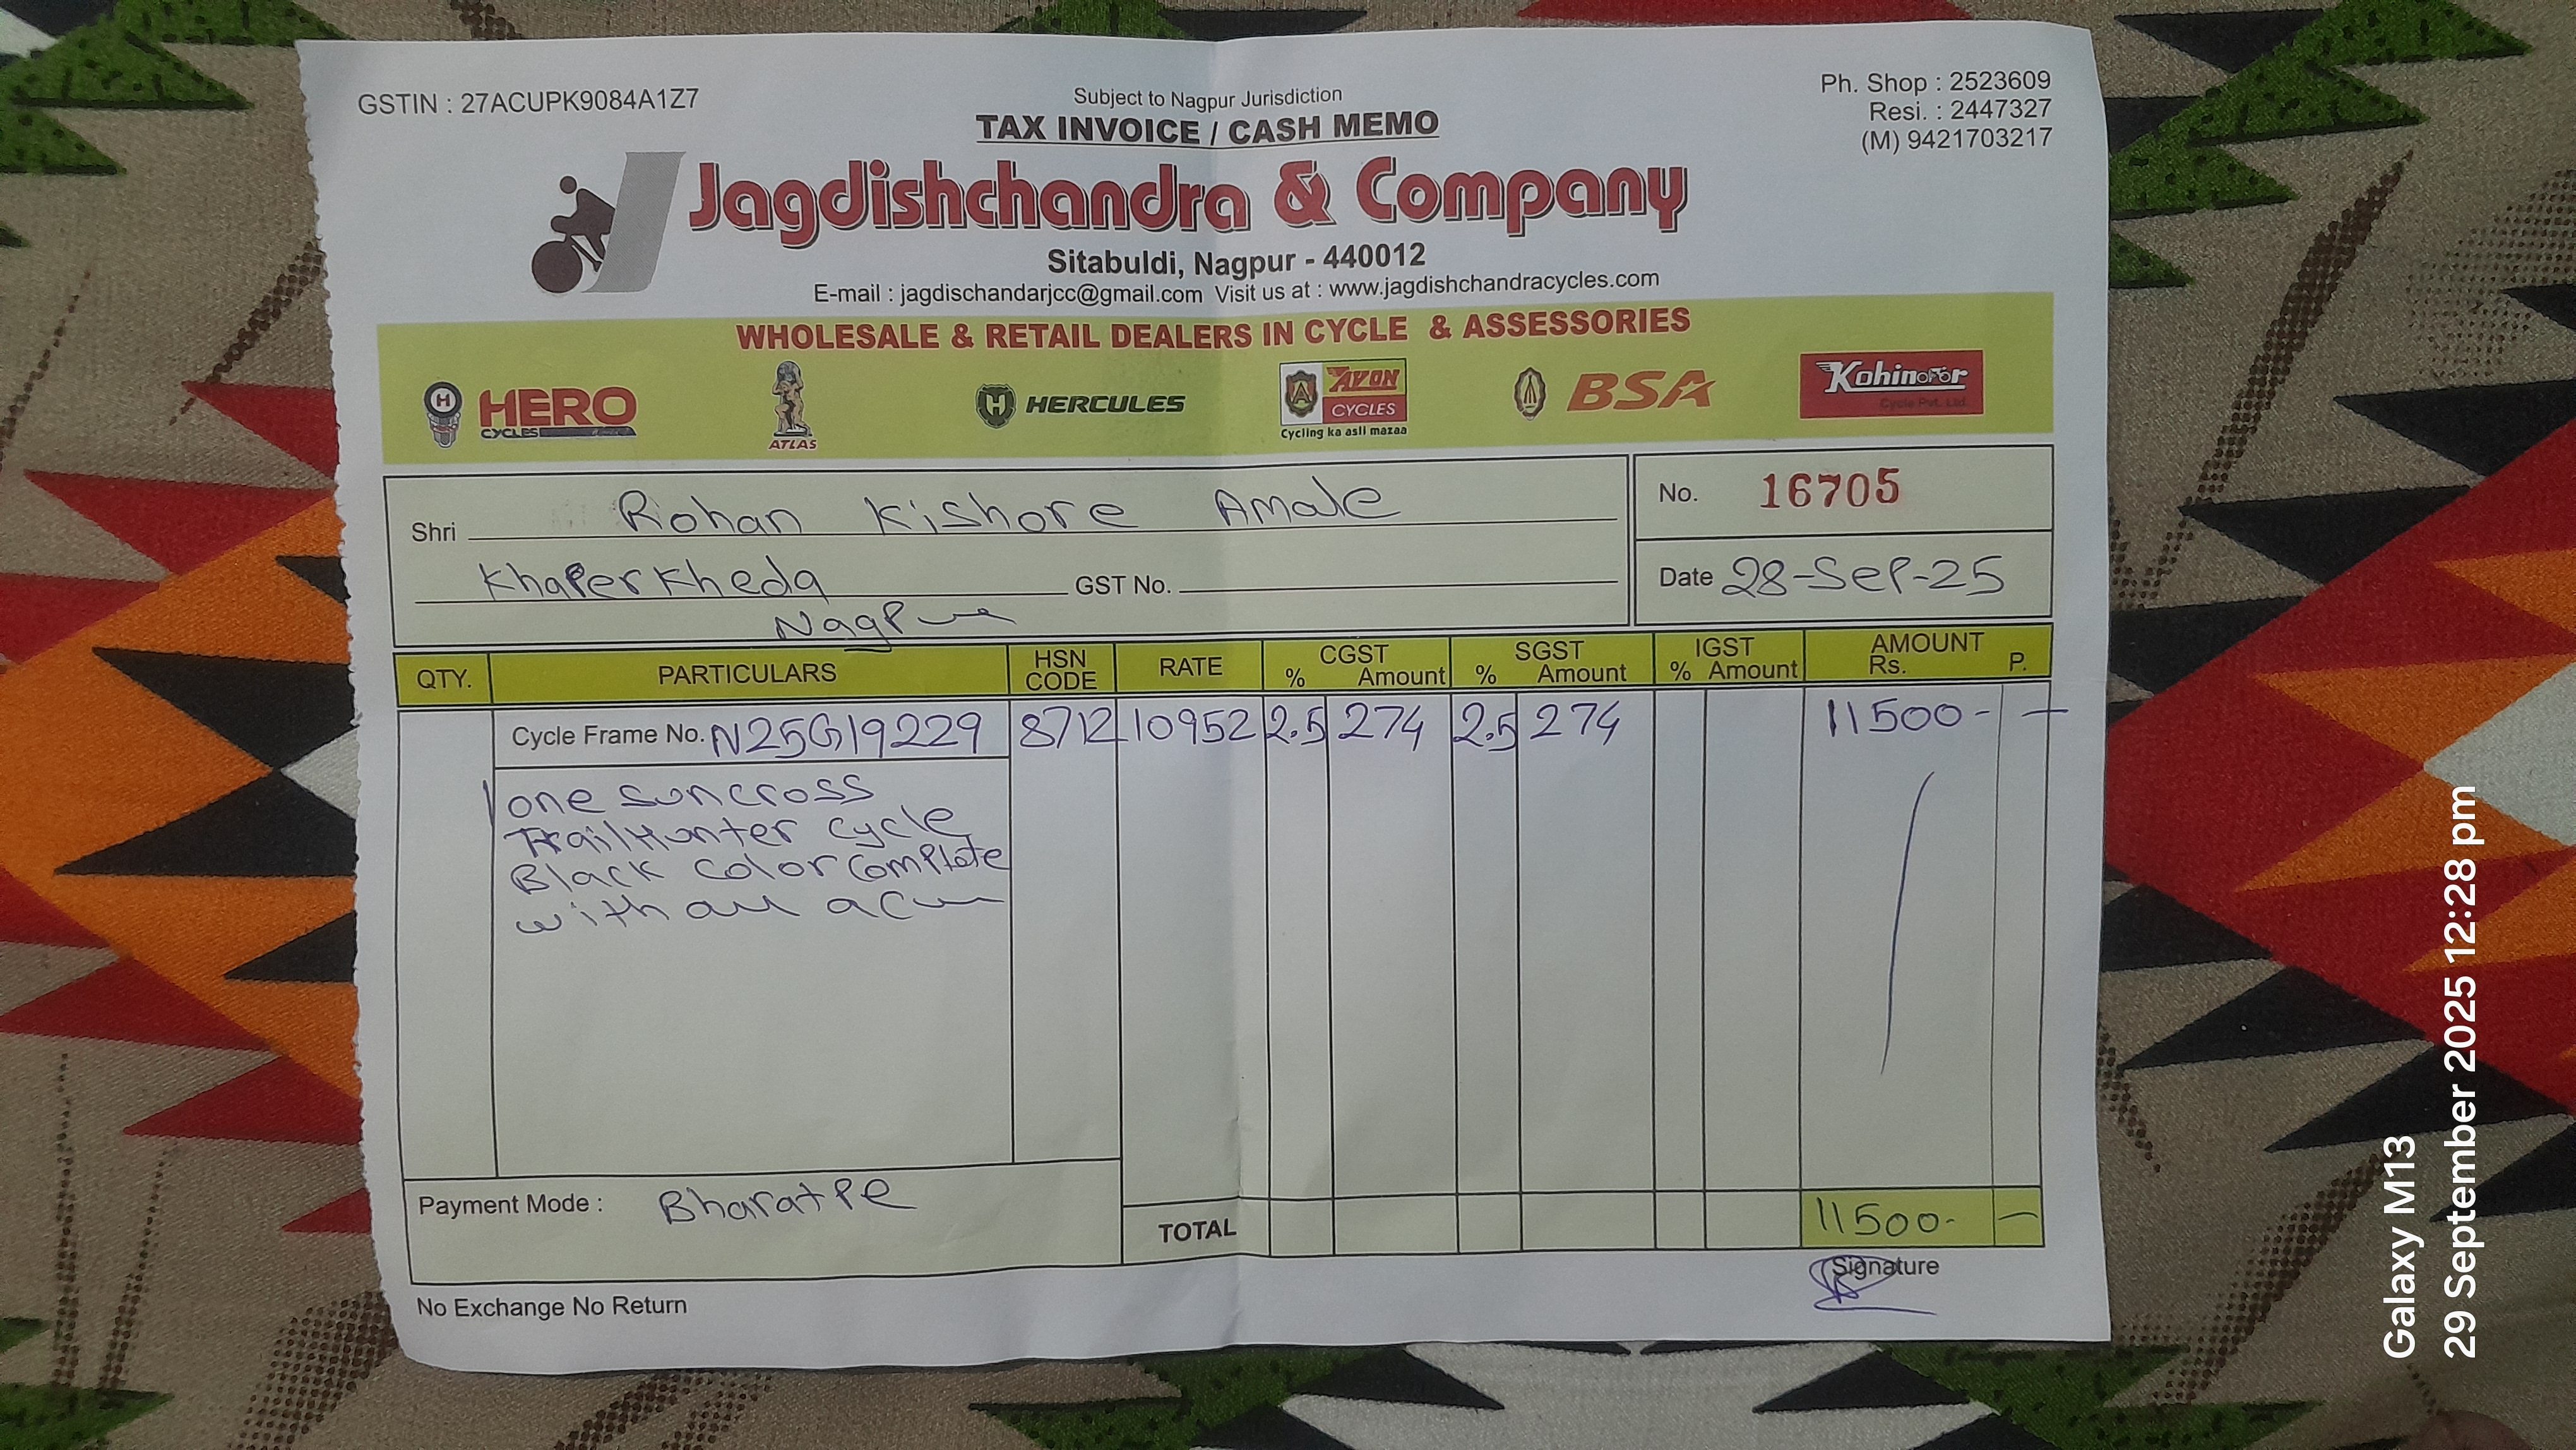 GSTIN : 27ACUPK9084A1Z7
Subject to Nagpur Jurisdiction
TAX INVOICE / CASH MEMO
Ph. Shop : 2523609
Resi. : 2447327
(M) 9421703217
Jagdishchandra & Company
Sitabuldi, Nagpur - 440012
E-mail : jagdischandarjcc@gmail.com Visit us at : www.jagdishchandracycles.com
WHOLESALE & RETAIL DEALERS IN CYCLE & ASSESSORIES
HERO CYCLES
ATLAS
HERCULES
AVON CYCLES
Cycling ka asli mazaa
BSA
Kohinoor
Cycle Pvt. Ltd.
Shri Rohan Kishore Amale
No. 16705
Khaperkheda GST No.
Date 28-Sep-25
Nagpur
QTY. PARTICULARS HSN CODE RATE CGST % Amount SGST % Amount IGST % Amount AMOUNT Rs. P.
Cycle Frame No. N25G19229 8712 10952 2.5 274 2.5 274 11500- -
one suncross
TrailHunter cycle
Black color complete
with all
Payment Mode : BharatPe
TOTAL 11500- -
Signature
No Exchange No Return
Galaxy M13
29 September 2025 12:28 pm